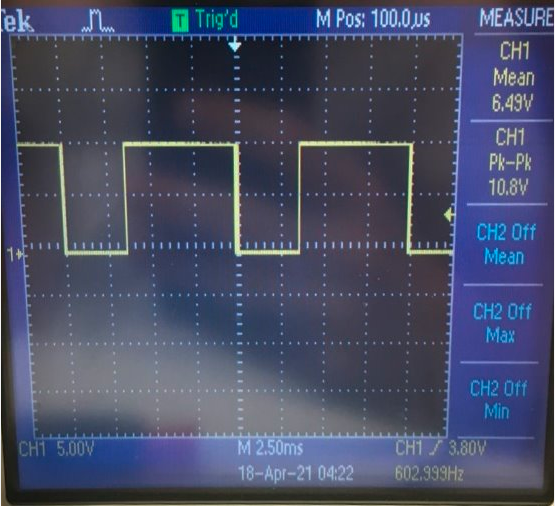 Tek T Trig'd M Pos: 100.0µs MEASURE
CH1
Mean
6.49V
CH1
Pk-Pk
10.8V
CH2 Off
Mean
CH2 Off
Max
CH2 Off
Min
1
CH1 5.00V M 2.50ms CH1 / 3.80V
18-Apr-21 04:22 602.999Hz